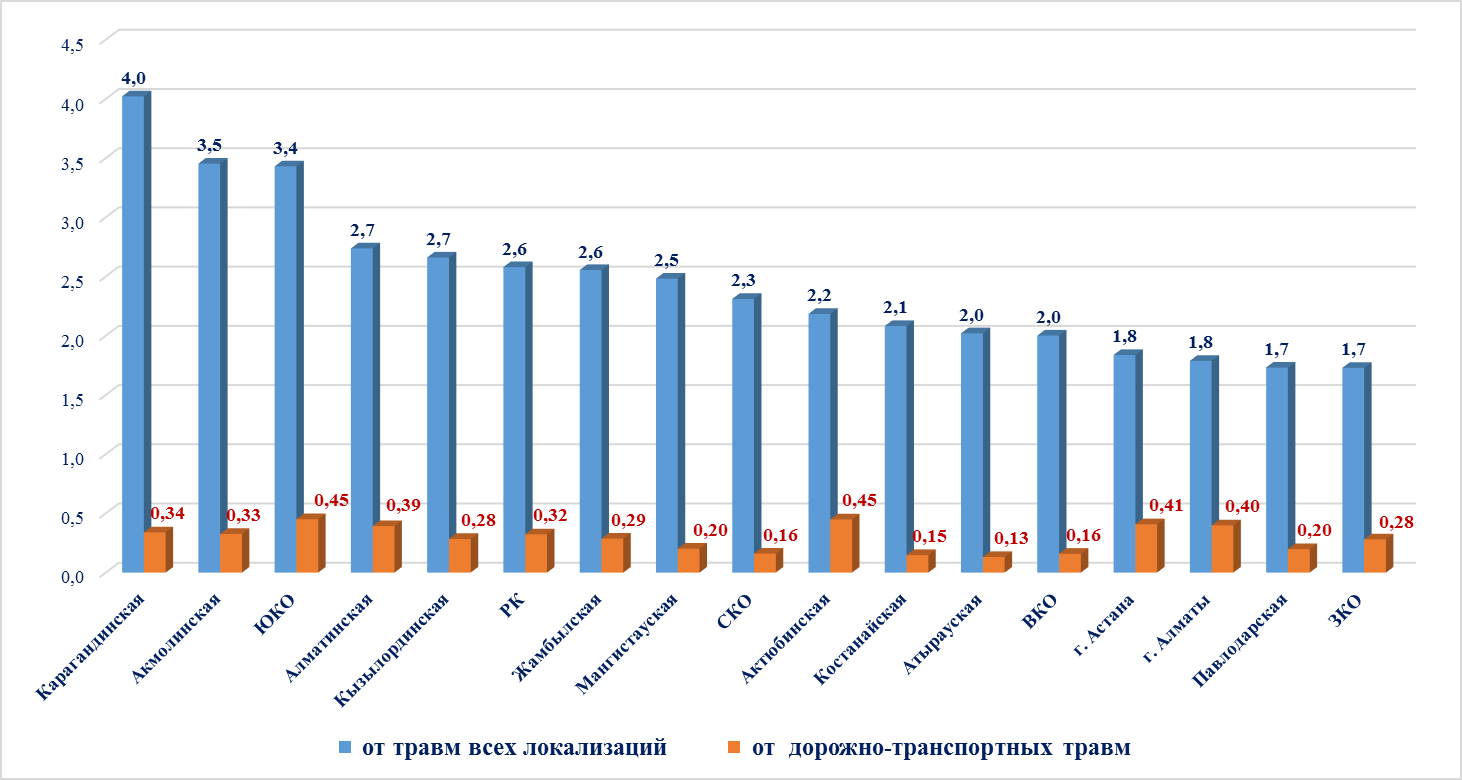 4,5
4,0
3,5
3,0
2,5
2,0
1,5
1,0
0,5
0,0
4,0
3,5
3,4
2,7
2,7
2,6
2,6
2,5
2,3
2,2
2,1
2,0
2,0
1,8
1,8
1,7
1,7
0,34
0,33
0,45
0,39
0,28
0,32
0,29
0,20
0,16
0,45
0,15
0,13
0,16
0,41
0,40
0,20
0,28
Карагандинская
Акмолинская
ЮКО
Алматинская
Кызылординская
РК
Жамбылская
Мангистауская
СКО
Актюбинская
Костанайская
Атырауская
ВКО
г. Астана
г. Алматы
Павлодарская
ЗКО
от травм всех локализаций
от дорожно-транспортных травм